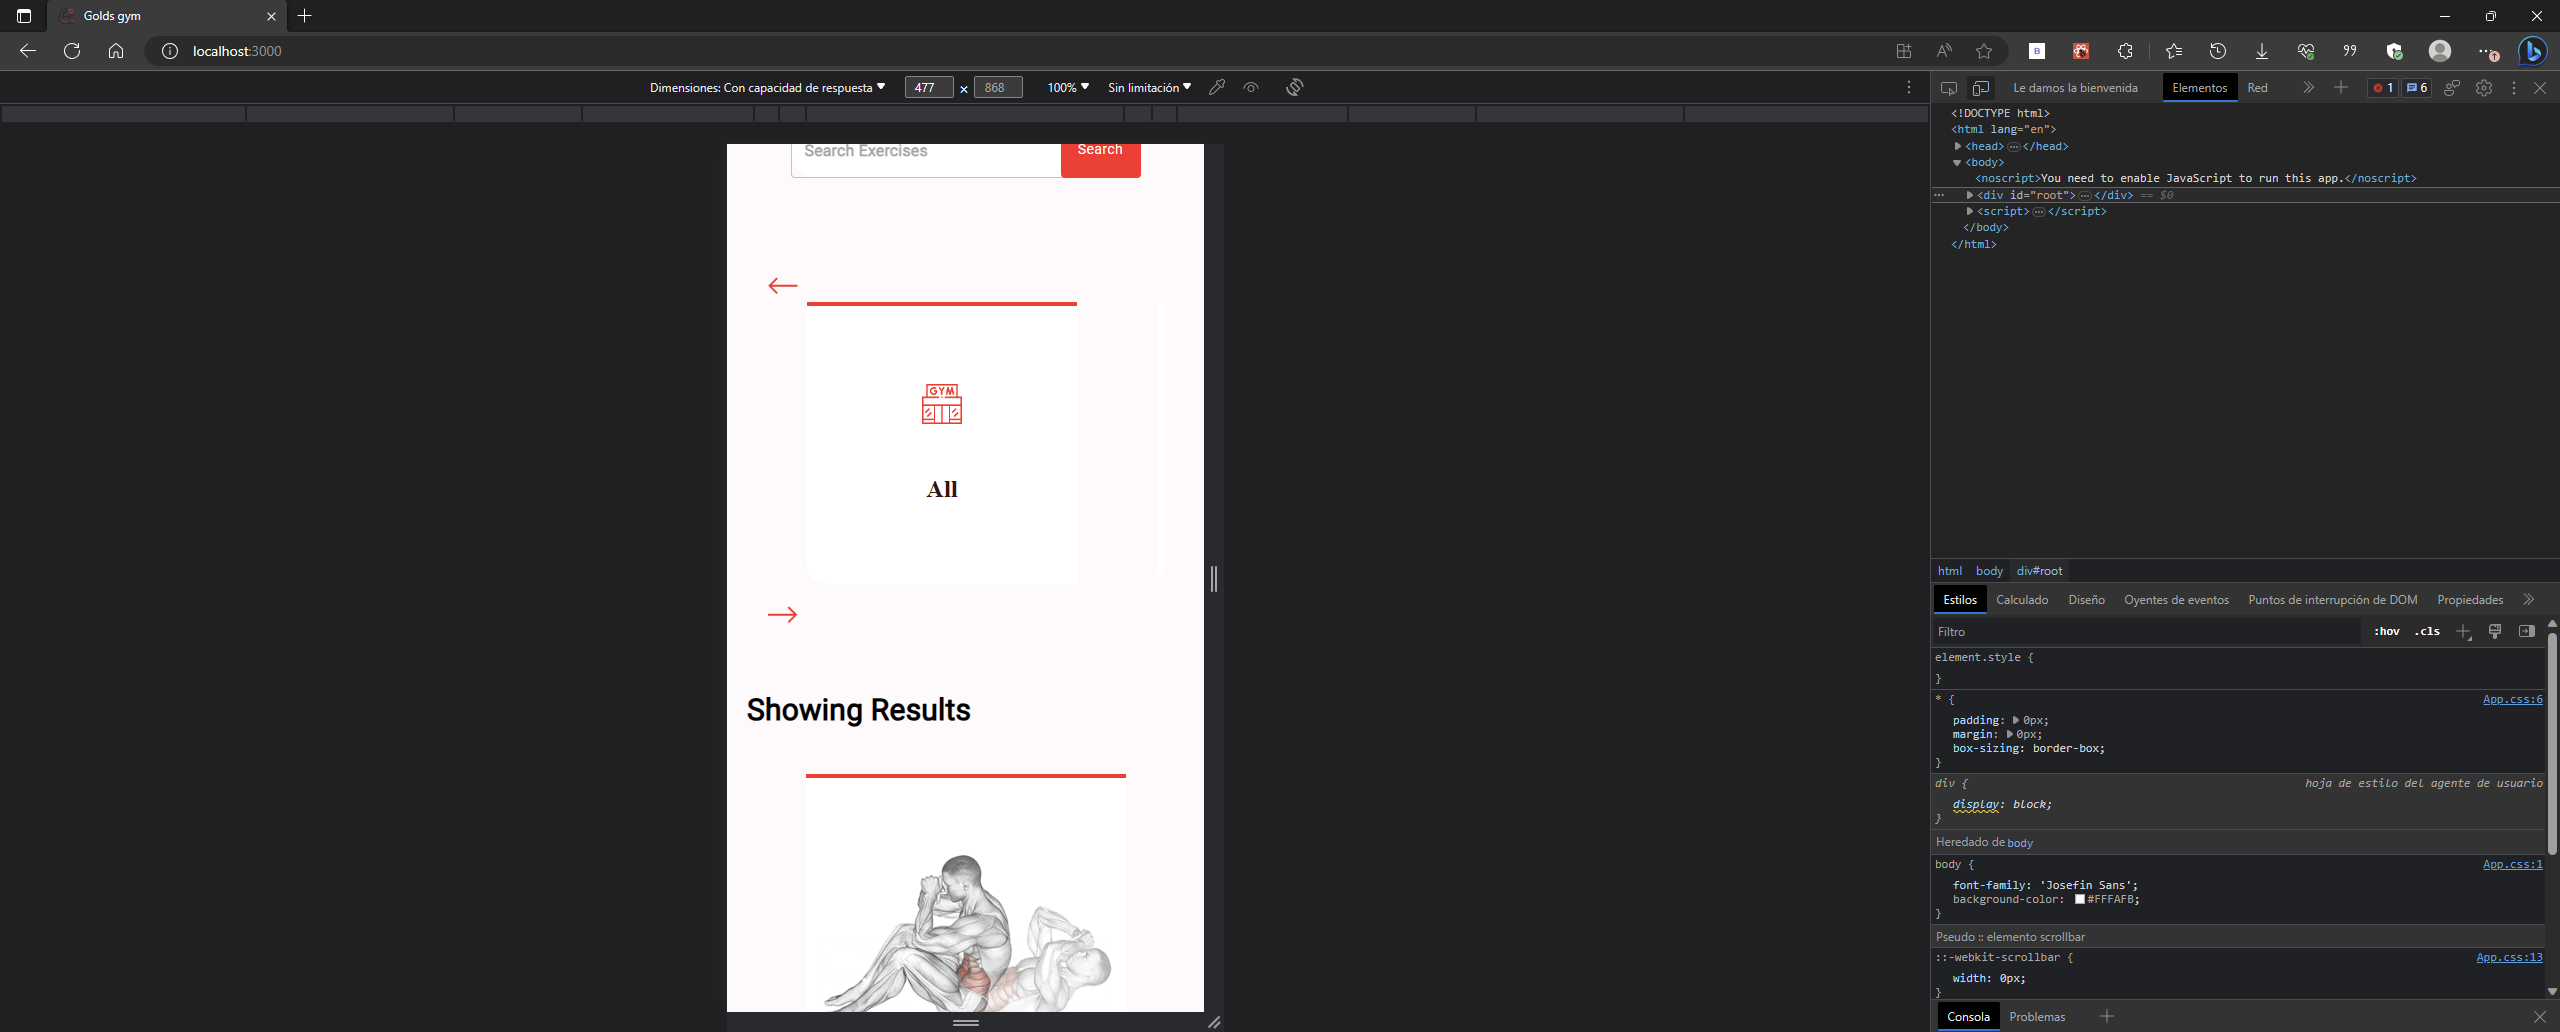 Golds gym
localhost:3000
Dimensiones: Con capacidad de respuesta 477 × 868 100% Sin limitación
Search Exercises
Search
GYM
All
Showing Results
Le damos la bienvenida Elementos Red 1 6
<!DOCTYPE html>
<html lang="en">
<head> ··· </head>
<body>
<noscript>You need to enable JavaScript to run this app.</noscript>
··· <div id="root"> ··· </div> == $0
<script> ··· </script>
</body>
</html>
html body div#root
Estilos Calculado Diseño Oyentes de eventos Puntos de interrupción de DOM Propiedades
Filtro :hov .cls
element.style {
}
* { App.css:6
padding: 0px;
margin: 0px;
box-sizing: border-box;
}
div { hoja de estilo del agente de usuario
display: block;
}
Heredado de body
body { App.css:1
font-family: 'Josefin Sans';
background-color: #FFFAFB;
}
Pseudo :: elemento scrollbar
::-webkit-scrollbar { App.css:13
width: 0px;
}
Consola Problemas